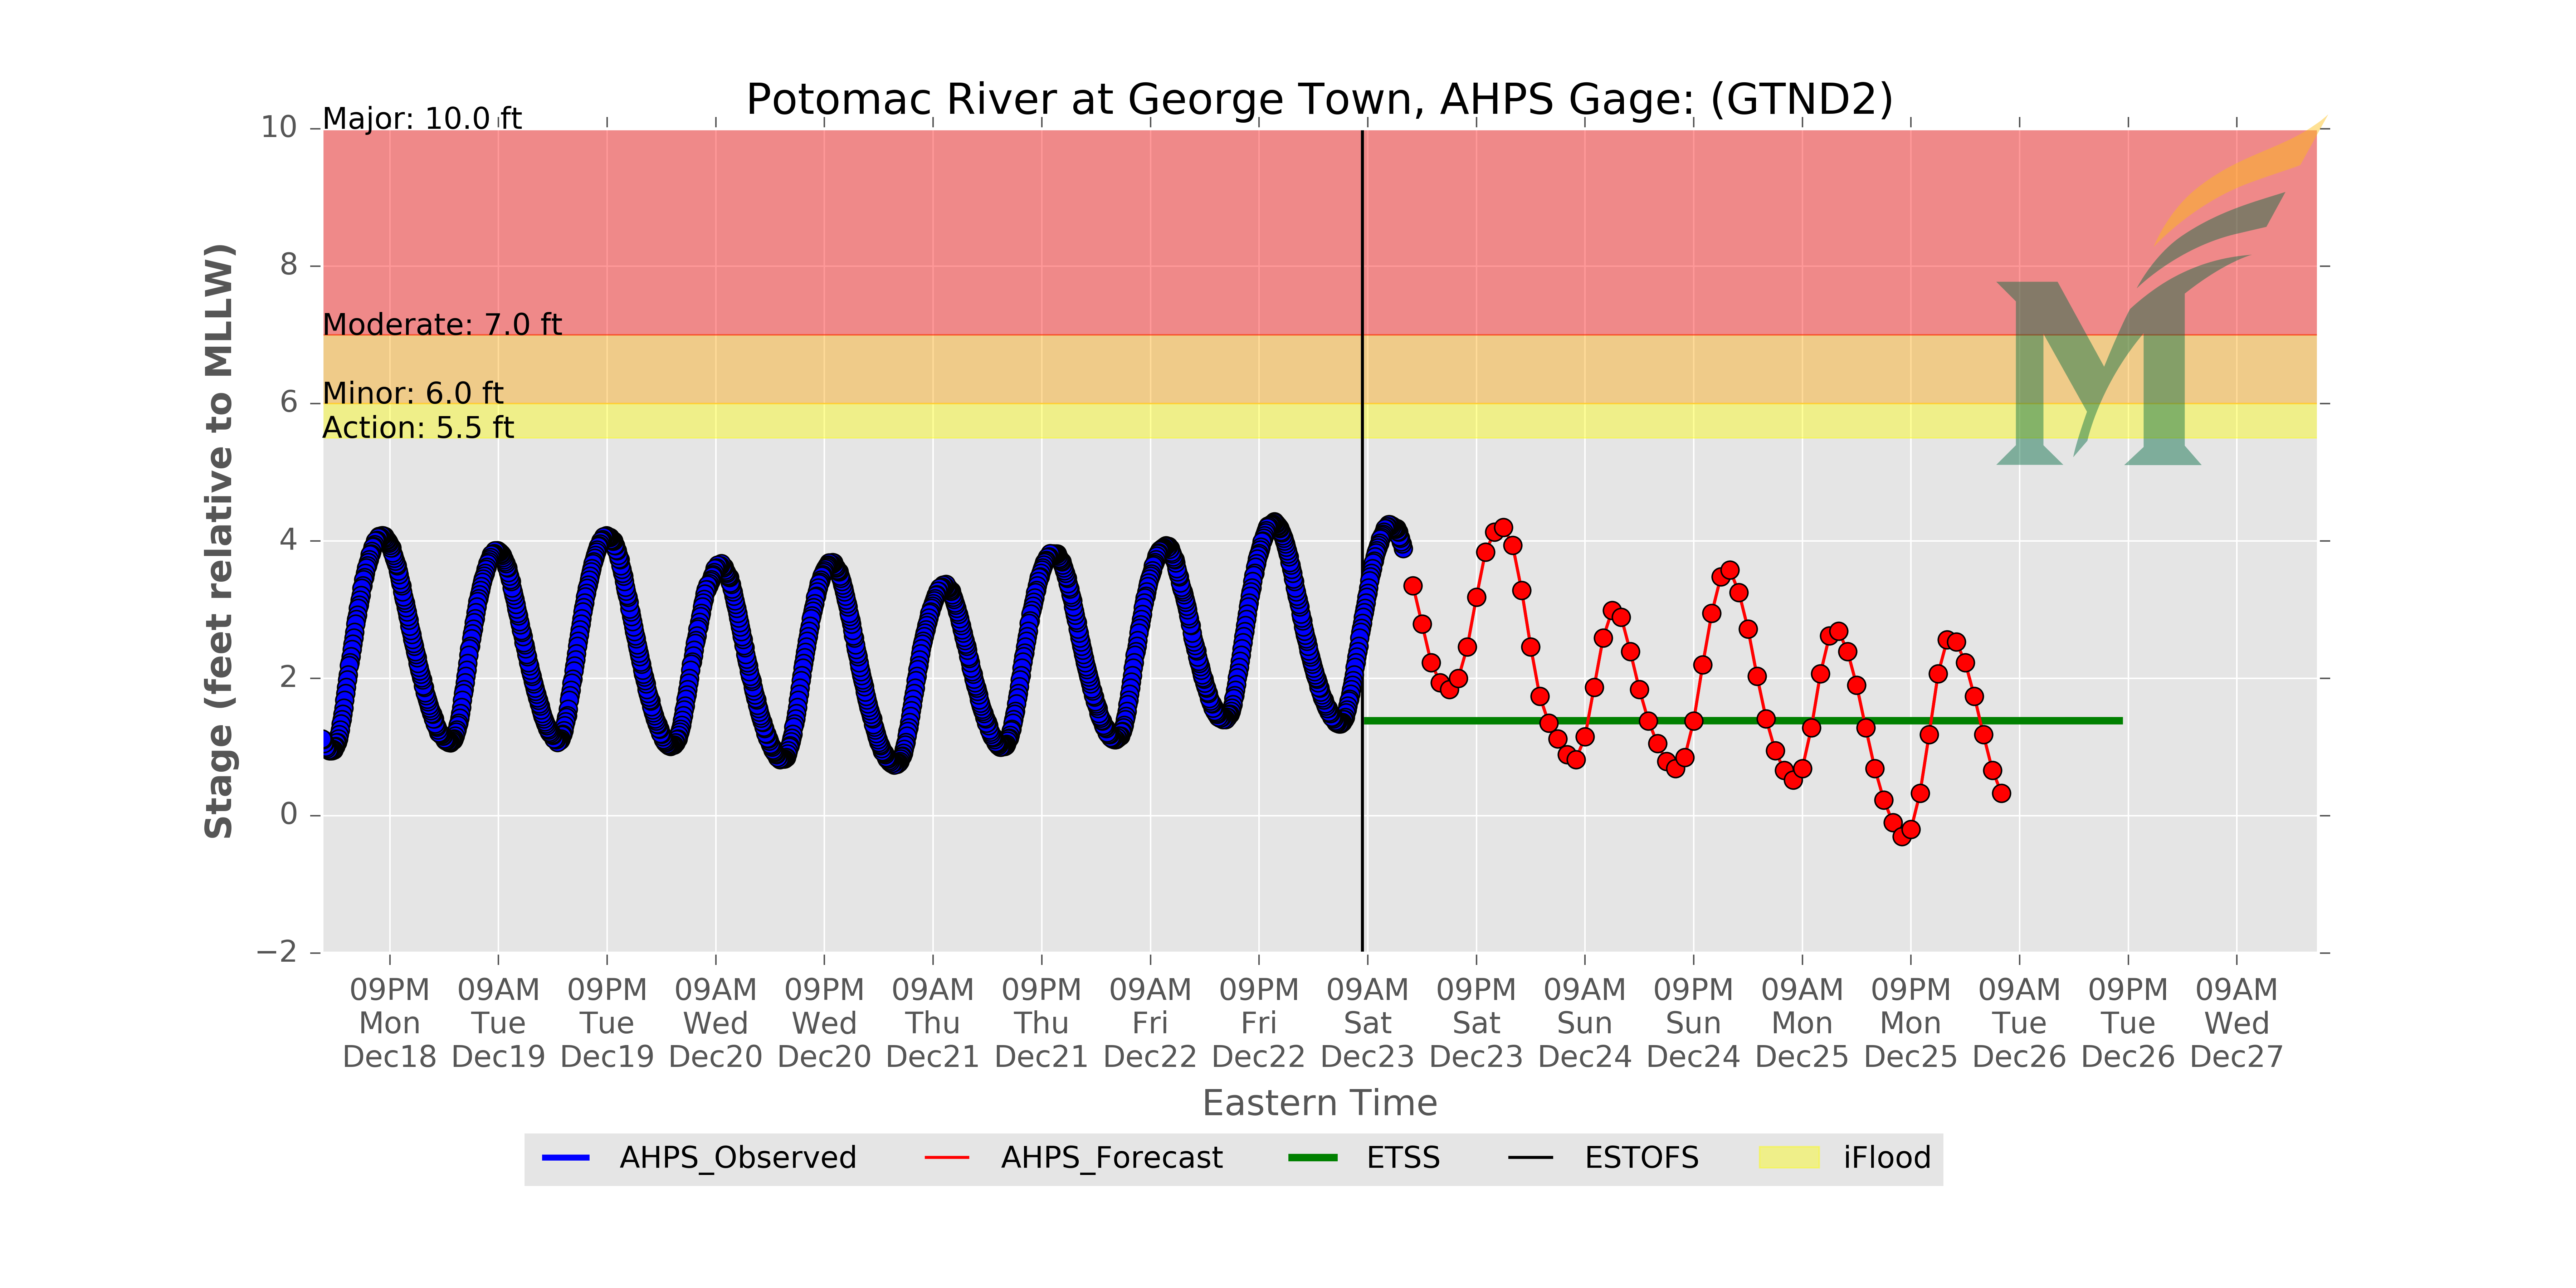 Potomac River at George Town, AHPS Gage: (GTND2)
Major: 10.0 ft
Moderate: 7.0 ft
Minor: 6.0 ft
Action: 5.5 ft
10
8
6
4
2
0
−2
Stage (feet relative to MLLW)
09PM 09AM 09PM 09AM 09PM 09AM 09PM 09AM 09PM 09AM 09PM 09AM 09PM 09AM 09PM 09AM 09PM 09AM
Mon Tue Tue Wed Wed Thu Thu Fri Fri Sat Sat Sun Sun Mon Mon Tue Tue Wed
Dec18 Dec19 Dec19 Dec20 Dec20 Dec21 Dec21 Dec22 Dec22 Dec23 Dec23 Dec24 Dec24 Dec25 Dec25 Dec26 Dec26 Dec27
Eastern Time
AHPS_Observed AHPS_Forecast ETSS ESTOFS iFlood
M